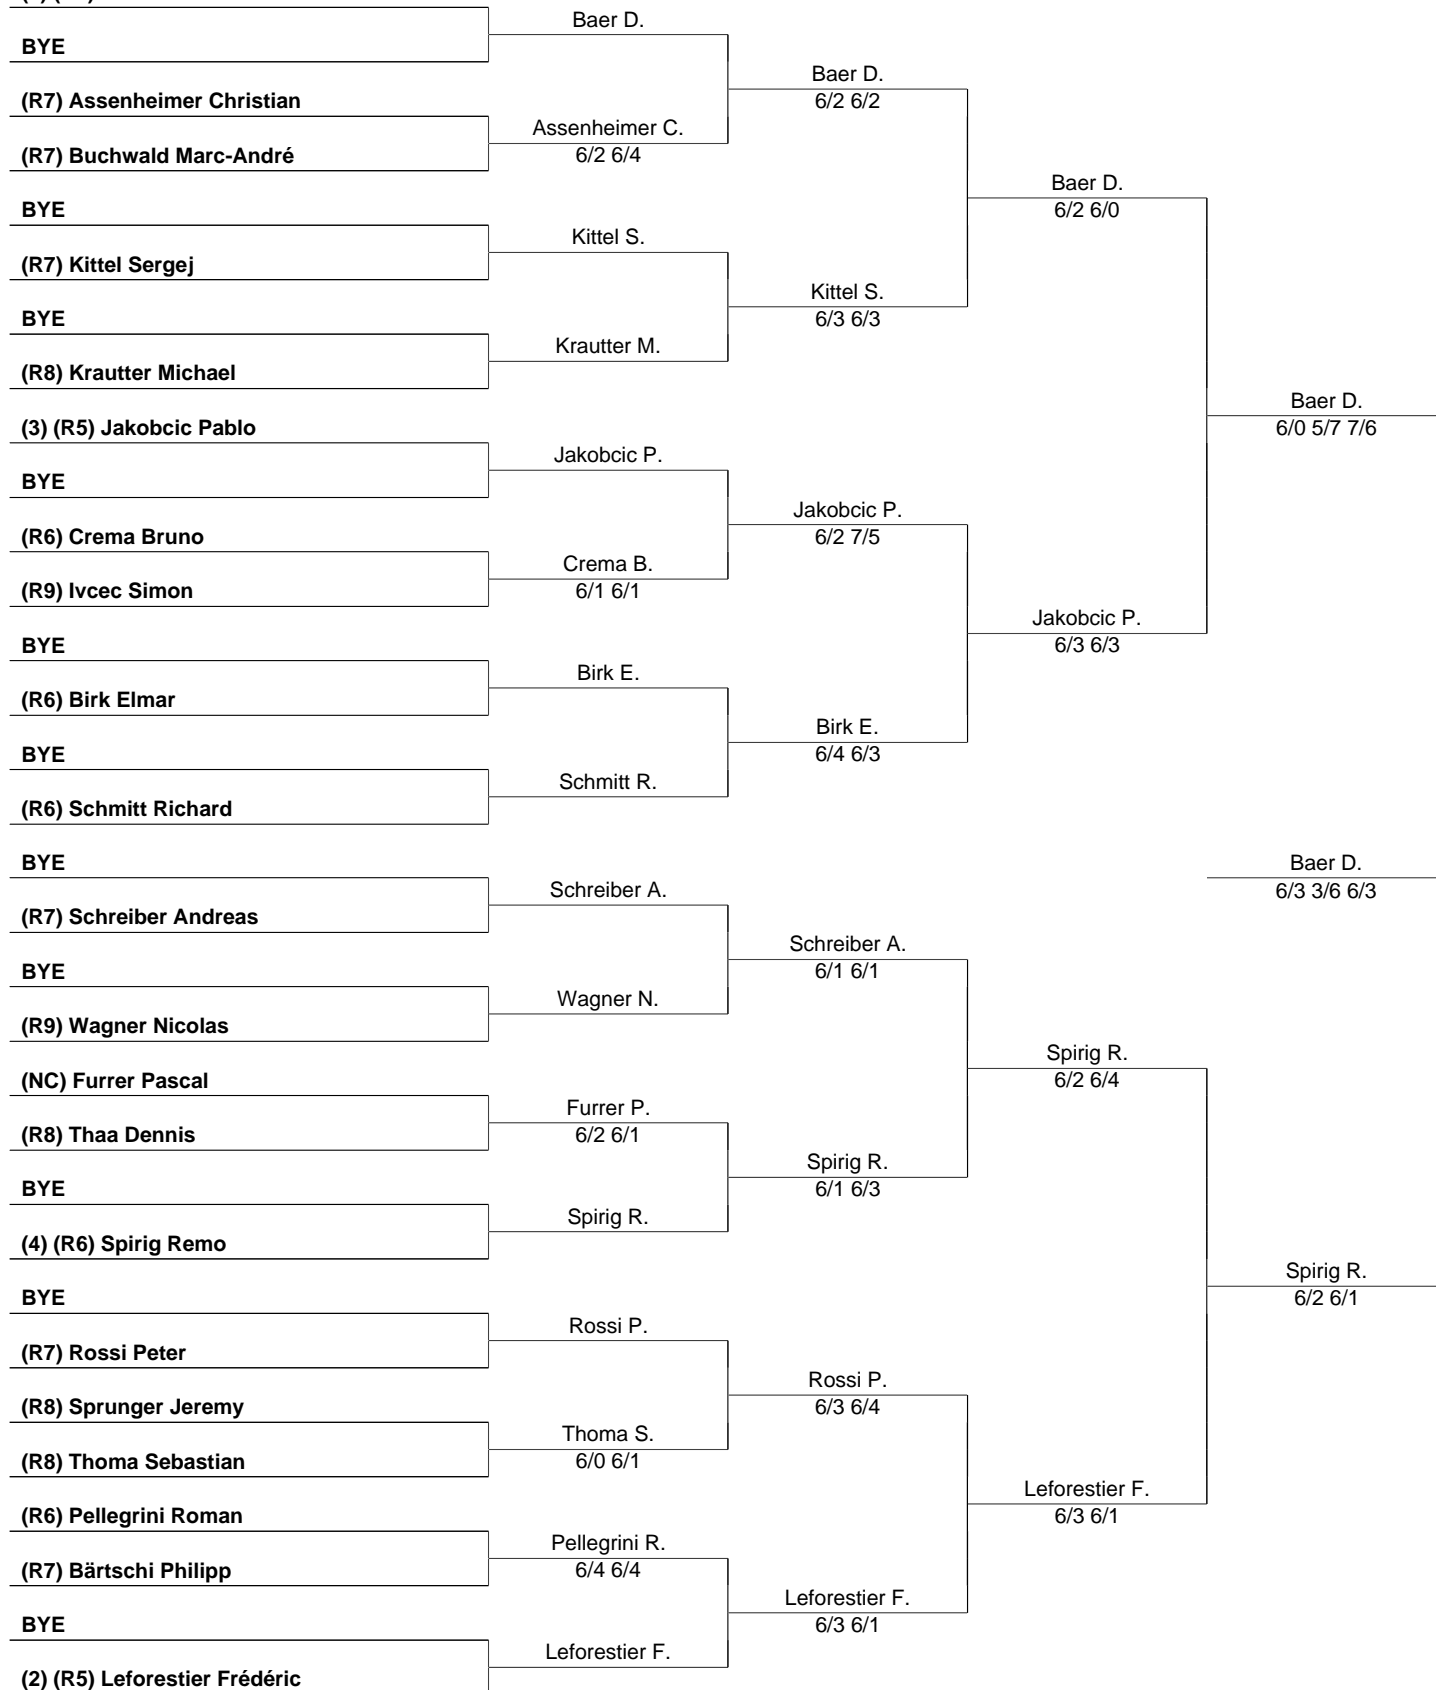 BYE
(R7) Assenheimer Christian
(R7) Buchwald Marc-André
BYE
(R7) Kittel Sergej
BYE
(R8) Krautter Michael
(3) (R5) Jakobcic Pablo
BYE
(R6) Crema Bruno
(R9) Ivcec Simon
BYE
(R6) Birk Elmar
BYE
(R6) Schmitt Richard
BYE
(R7) Schreiber Andreas
BYE
(R9) Wagner Nicolas
(NC) Furrer Pascal
(R8) Thaa Dennis
BYE
(4) (R6) Spirig Remo
BYE
(R7) Rossi Peter
(R8) Sprunger Jeremy
(R8) Thoma Sebastian
(R6) Pellegrini Roman
(R7) Bärtschi Philipp
BYE
(2) (R5) Leforestier Frédéric
Baer D.
Assenheimer C.
6/2 6/4
Kittel S.
Krautter M.
Jakobcic P.
Crema B.
6/1 6/1
Birk E.
Schmitt R.
Schreiber A.
Wagner N.
Furrer P.
6/2 6/1
Spirig R.
Rossi P.
Thoma S.
6/0 6/1
Pellegrini R.
6/4 6/4
Leforestier F.
Baer D.
6/2 6/2
Kittel S.
6/3 6/3
Jakobcic P.
6/2 7/5
Birk E.
6/4 6/3
Schreiber A.
6/1 6/1
Spirig R.
6/1 6/3
Rossi P.
6/3 6/4
Leforestier F.
6/3 6/1
Baer D.
6/2 6/0
Jakobcic P.
6/3 6/3
Spirig R.
6/2 6/4
Leforestier F.
6/3 6/1
Baer D.
6/0 5/7 7/6
Baer D.
6/3 3/6 6/3
Spirig R.
6/2 6/1